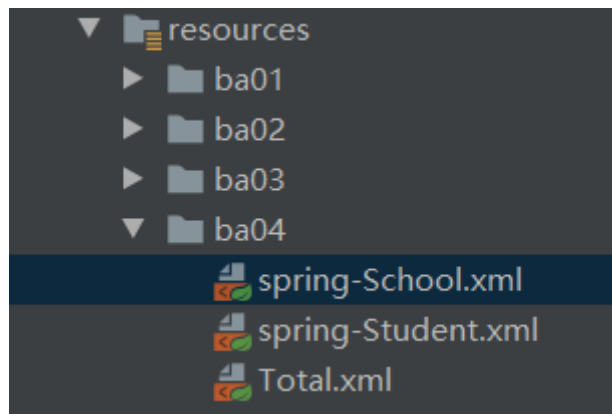 resources
ba01
ba02
ba03
ba04
spring-School.xml
spring-Student.xml
Total.xml